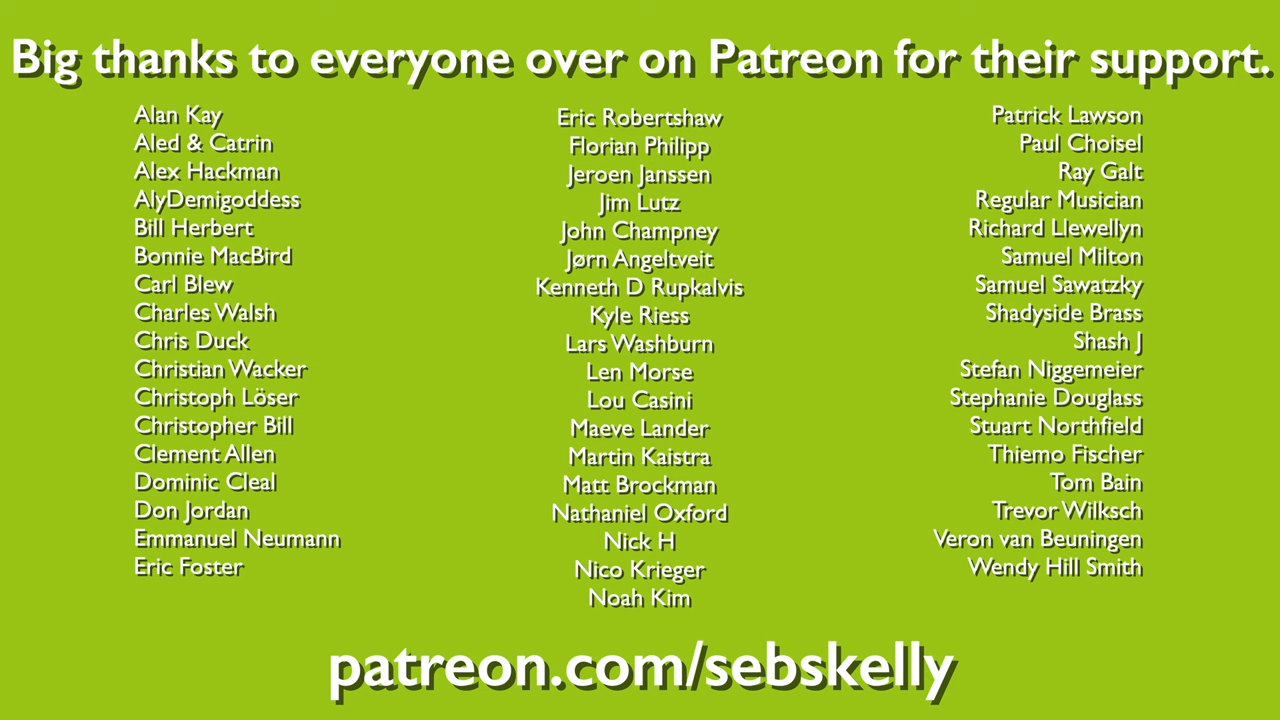 Big thanks to everyone over on Patreon for their support.
Alan Kay
Aled & Catrin
Alex Hackman
AlyDemigoddess
Bill Herbert
Bonnie MacBird
Carl Blew
Charles Walsh
Chris Duck
Christian Wacker
Christoph Löser
Christopher Bill
Clement Allen
Dominic Cleal
Don Jordan
Emmanuel Neumann
Eric Foster
Eric Robertshaw
Florian Philipp
Jeroen Janssen
Jim Lutz
John Champney
Jørn Angeltveit
Kenneth D Rupkalvis
Kyle Riess
Lars Washburn
Len Morse
Lou Casini
Maeve Lander
Martin Kaistra
Matt Brockman
Nathaniel Oxford
Nick H
Nico Krieger
Noah Kim
Patrick Lawson
Paul Choisel
Ray Galt
Regular Musician
Richard Llewellyn
Samuel Milton
Samuel Sawatzky
Shadyside Brass
Shash J
Stefan Niggemeier
Stephanie Douglass
Stuart Northfield
Thiemo Fischer
Tom Bain
Trevor Wilksch
Veron van Beuningen
Wendy Hill Smith
patreon.com/sebskelly